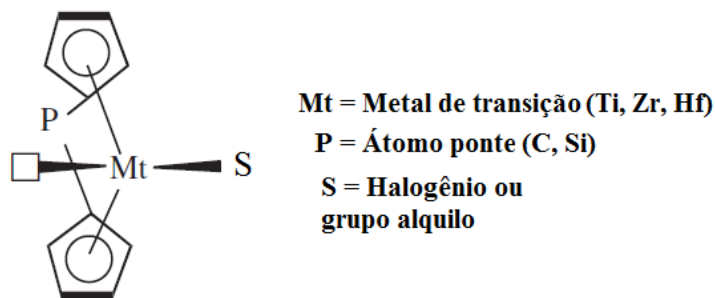 P
Mt
S
Mt = Metal de transição (Ti, Zr, Hf)
P = Átomo ponte (C, Si)
S = Halogênio ou
grupo alquilo